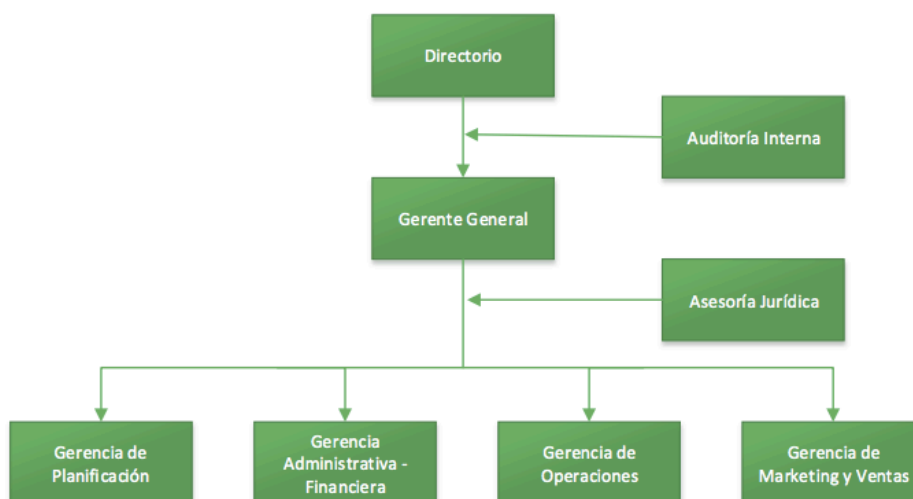 Directorio
Auditoría Interna
Gerente General
Asesoría Jurídica
Gerencia de
Planificación
Gerencia
Administrativa -
Financiera
Gerencia de
Operaciones
Gerencia de
Marketing y Ventas